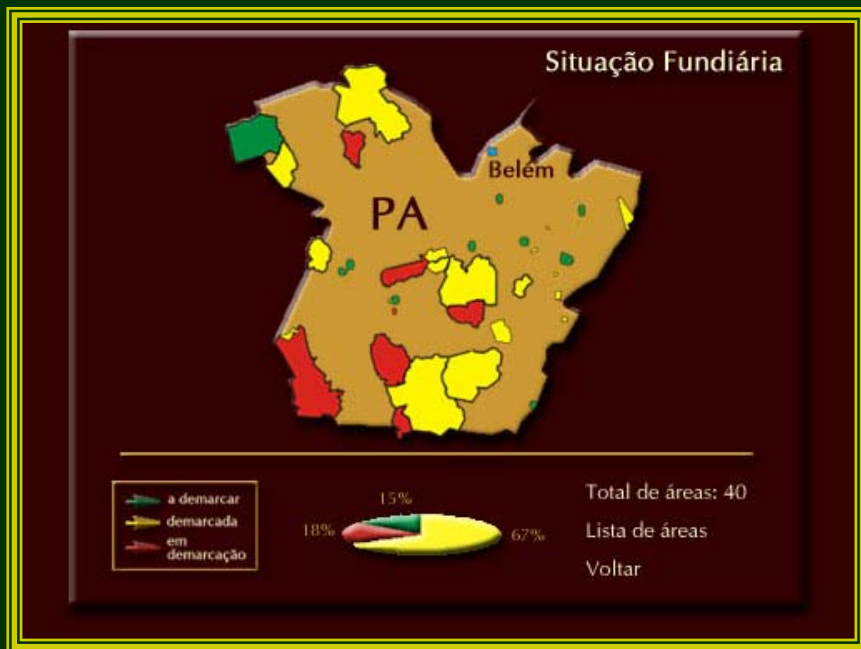 Situação Fundiária
Belém
PA
a demarcar
demarcada
em
demarcação
15%
18%
67%
Total de áreas: 40
Lista de áreas
Voltar